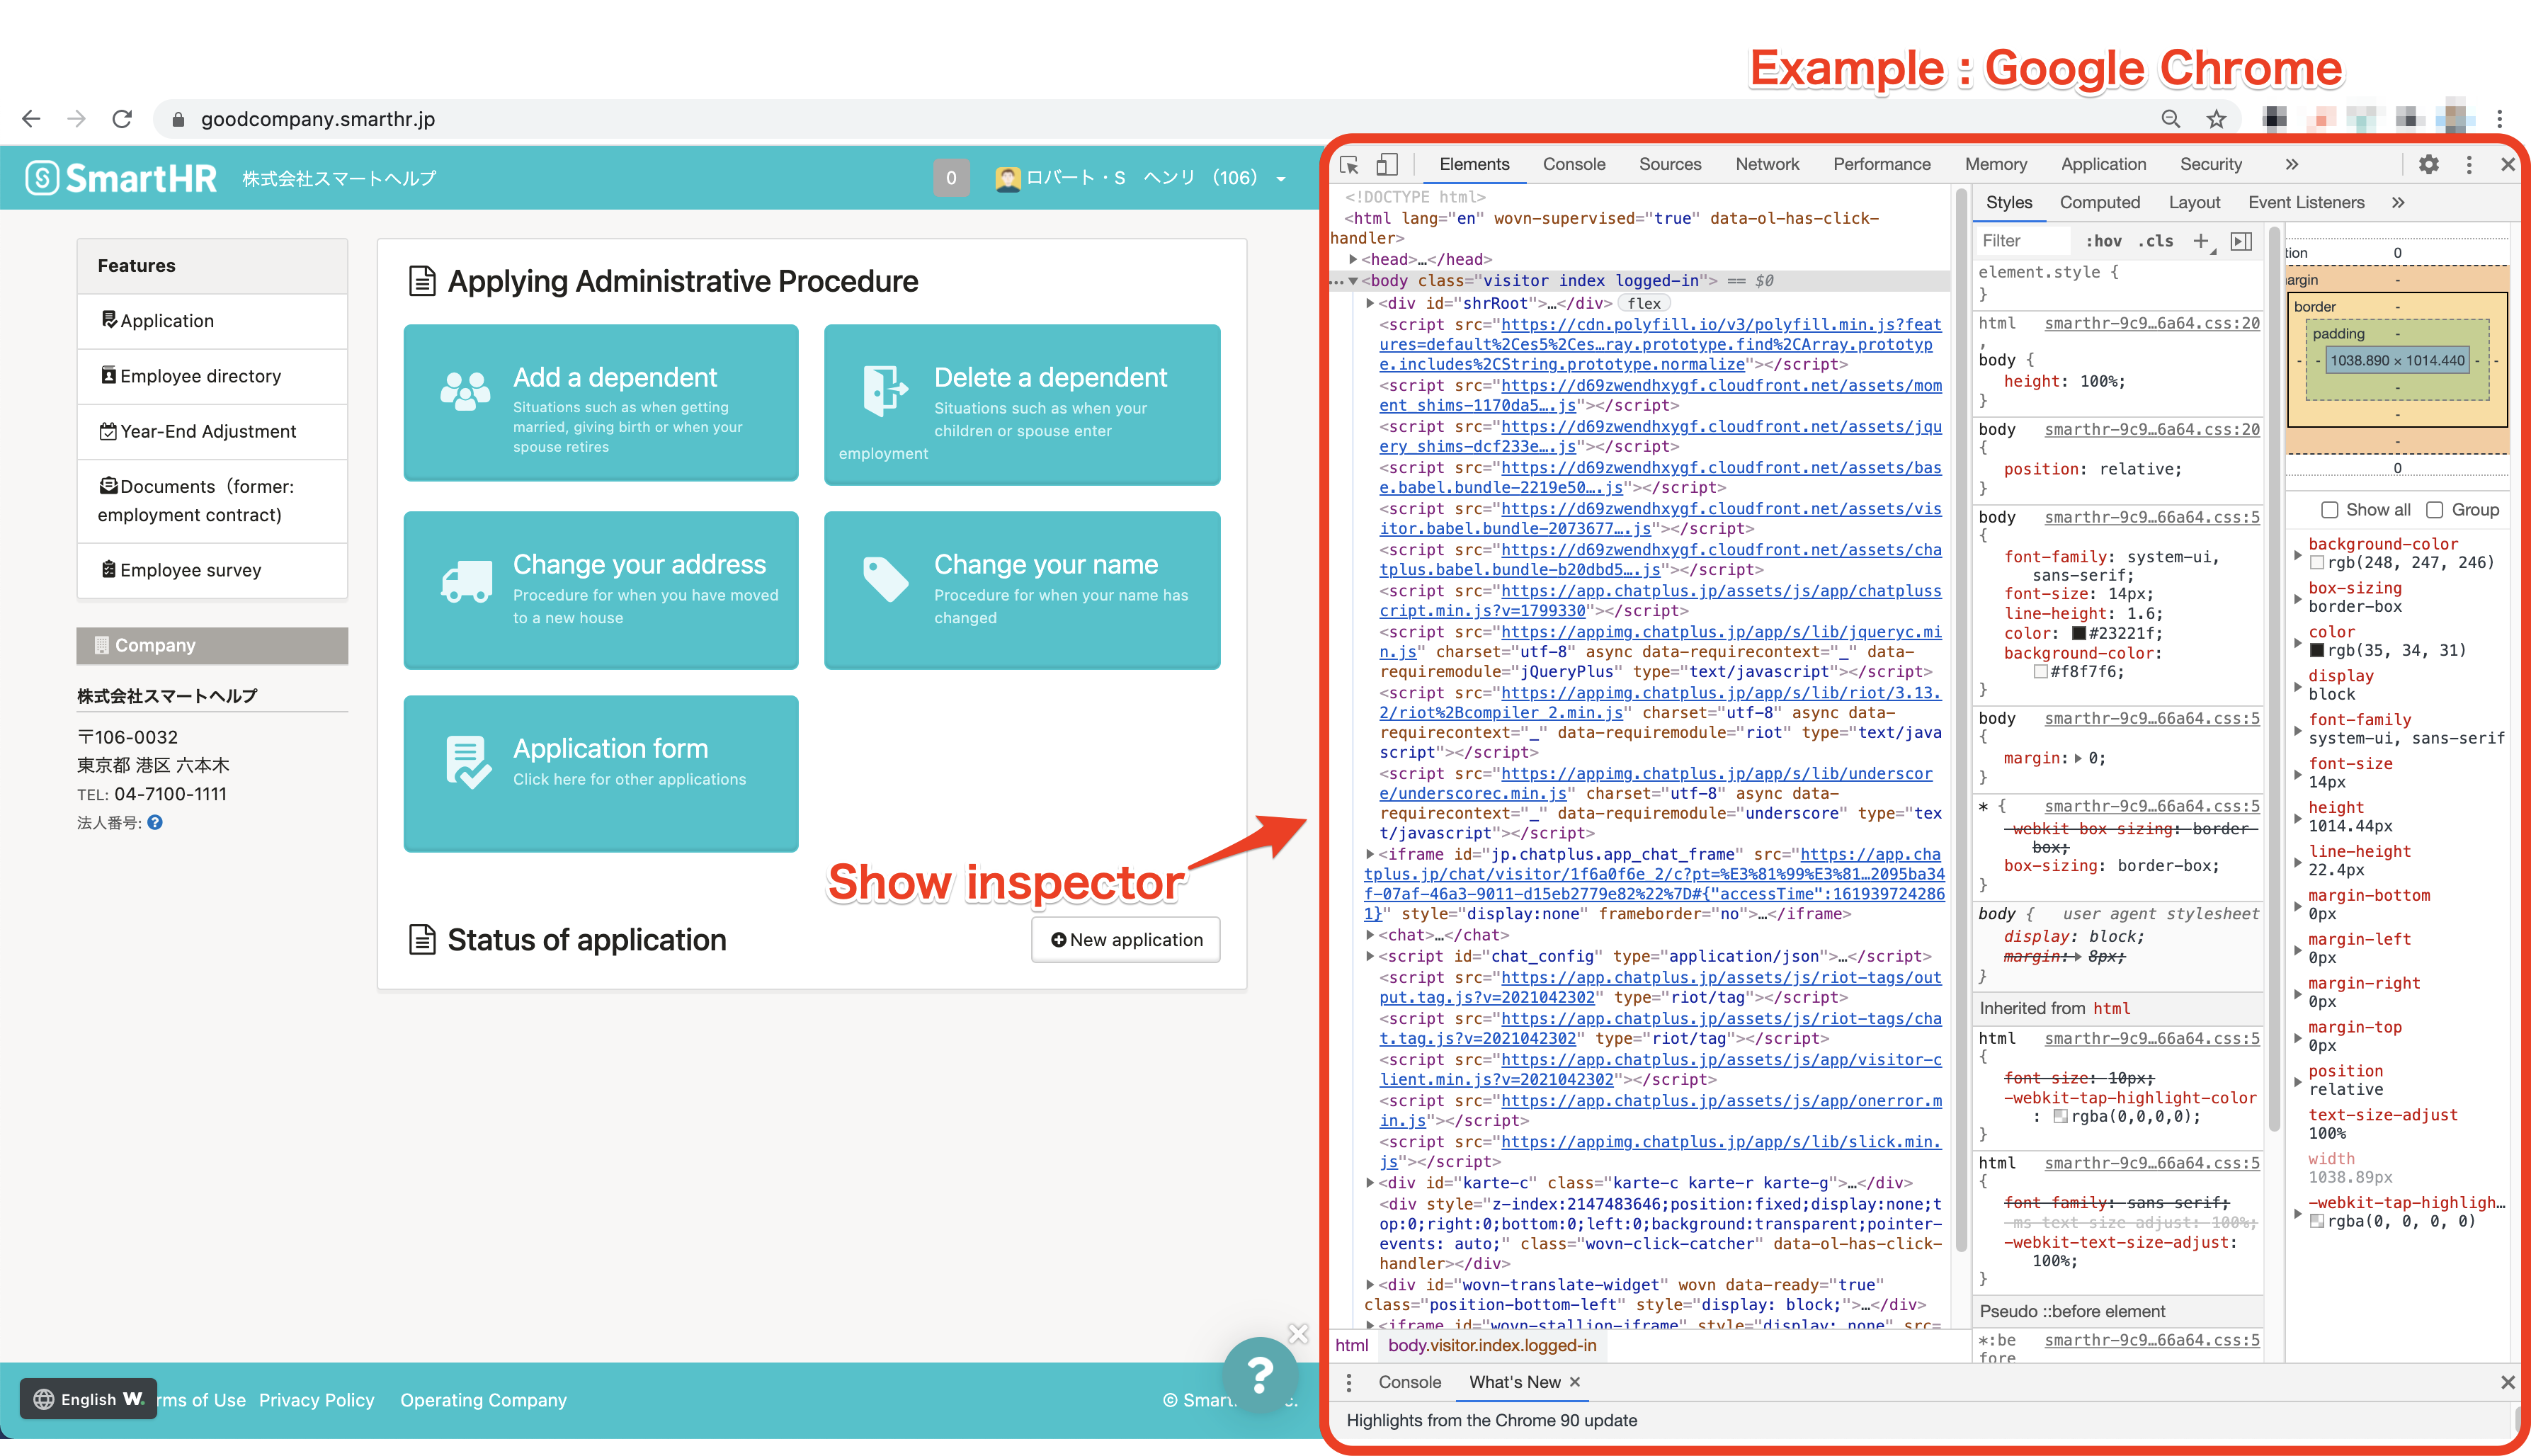 Example : Google Chrome
goodcompany.smarthr.jp
SmartHR 株式会社スマートヘルプ
0
ロバート・S ヘンリ (106)
Features
Application
Employee directory
Year-End Adjustment
Documents（former:
employment contract)
Employee survey
Company
株式会社スマートヘルプ
〒106-0032
東京都 港区 六本木
TEL: 04-7100-1111
法人番号: ?
Applying Administrative Procedure
Add a dependent
Situations such as when getting
married, giving birth or when your
spouse retires
Delete a dependent
Situations such as when your
children or spouse enter
employment
Change your address
Procedure for when you have moved
to a new house
Change your name
Procedure for when your name has
changed
Application form
Click here for other applications
Show inspector
Status of application
New application
English W.
rms of Use Privacy Policy Operating Company
© Smart
?
Elements Console Sources Network Performance Memory Application Security »
<!DOCTYPE html>
<html lang="en" wovn-supervised="true" data-ol-has-click-
handler>
<head>…</head>
<body class="visitor index logged-in"> == $0
<div id="shrRoot">…</div> flex
<script src="https://cdn.polyfill.io/v3/polyfill.min.js?feat
ures=default%2Ces5%2Ces…ray.prototype.find%2CArray.prototyp
e.includes%2CString.prototype.normalize"></script>
<script src="https://d69zwendhxygf.cloudfront.net/assets/mom
ent_shims-1170da5….js"></script>
<script src="https://d69zwendhxygf.cloudfront.net/assets/jqu
ery_shims-dcf233e….js"></script>
<script src="https://d69zwendhxygf.cloudfront.net/assets/bas
e.babel.bundle-2219e50….js"></script>
<script src="https://d69zwendhxygf.cloudfront.net/assets/vis
itor.babel.bundle-2073677….js"></script>
<script src="https://d69zwendhxygf.cloudfront.net/assets/cha
tplus.babel.bundle-b20dbd5….js"></script>
<script src="https://app.chatplus.jp/assets/js/app/chatpluss
cript.min.js?v=1799330"></script>
<script src="https://appimg.chatplus.jp/app/s/lib/jqueryc.mi
n.js" charset="utf-8" async data-requirecontext="_" data-
requiremodule="jQueryPlus" type="text/javascript"></script>
<script src="https://appimg.chatplus.jp/app/s/lib/riot/3.13.
2/riot%2Bcompiler_2.min.js" charset="utf-8" async data-
requirecontext="_" data-requiremodule="riot" type="text/java
script"></script>
<script src="https://appimg.chatplus.jp/app/s/lib/underscor
e/underscorec.min.js" charset="utf-8" async data-
requirecontext="_" data-requiremodule="underscore" type="tex
t/javascript"></script>
<iframe id="jp.chatplus.app_chat_frame" src="https://app.cha
tplus.jp/chat/visitor/1f6a0f6e_2/c?pt=%E3%81%99%E3%81…2095ba34
f-07af-46a3-9011-d15eb2779e82%22%7D#{"accessTime":161939724286
1}" style="display:none" frameborder="no">…</iframe>
<chat>…</chat>
<script id="chat_config" type="application/json">…</script>
<script src="https://app.chatplus.jp/assets/js/riot-tags/out
put.tag.js?v=2021042302" type="riot/tag"></script>
<script src="https://app.chatplus.jp/assets/js/riot-tags/cha
t.tag.js?v=2021042302" type="riot/tag"></script>
<script src="https://app.chatplus.jp/assets/js/app/visitor-c
lient.min.js?v=2021042302"></script>
<script src="https://app.chatplus.jp/assets/js/app/onerror.m
in.js"></script>
<script src="https://appimg.chatplus.jp/app/s/lib/slick.min.
js"></script>
<div id="karte-c" class="karte-c karte-r karte-g">…</div>
<div style="z-index:2147483646;position:fixed;display:none;t
op:0;right:0;bottom:0;left:0;background:transparent;pointer-
events: auto;" class="wovn-click-catcher" data-ol-has-click-
handler></div>
<div id="wovn-translate-widget" wovn data-ready="true"
class="position-bottom-left" style="display: block;">…</div>
<iframe id="wovn-stallion-iframe" style="display: none" src=
html body.visitor.index.logged-in
Styles Computed Layout Event Listeners »
Filter :hov .cls +
element.style {
}
html smarthr-9c9…6a64.css:20
,
body {
height: 100%;
}
body smarthr-9c9…6a64.css:20
{
position: relative;
}
body smarthr-9c9…66a64.css:5
{
font-family: system-ui,
sans-serif;
font-size: 14px;
line-height: 1.6;
color: #23221f;
background-color:
#f8f7f6;
}
body smarthr-9c9…66a64.css:5
{
margin: 0;
}
* { smarthr-9c9…66a64.css:5
-webkit-box-sizing: border-
box;
box-sizing: border-box;
}
body { user agent stylesheet
display: block;
margin: 8px;
}
Inherited from html
html smarthr-9c9…66a64.css:5
{
font-size: 10px;
-webkit-tap-highlight-color
: rgba(0,0,0,0);
}
html smarthr-9c9…66a64.css:5
{
font-family: sans-serif;
-ms-text-size-adjust: 100%;
-webkit-text-size-adjust:
100%;
}
Pseudo ::before element
*:be smarthr-9c9…66a64.css:5
fore
tion 0
argin -
border -
padding -
- - 1038.890 × 1014.440 - -
-
-
-
0
Show all Group
background-color
rgb(248, 247, 246)
box-sizing
border-box
color
rgb(35, 34, 31)
display
block
font-family
system-ui, sans-serif
font-size
14px
height
1014.44px
line-height
22.4px
margin-bottom
0px
margin-left
0px
margin-right
0px
margin-top
0px
position
relative
text-size-adjust
100%
width
1038.89px
-webkit-tap-highligh…
rgba(0, 0, 0, 0)
Console What's New ×
Highlights from the Chrome 90 update